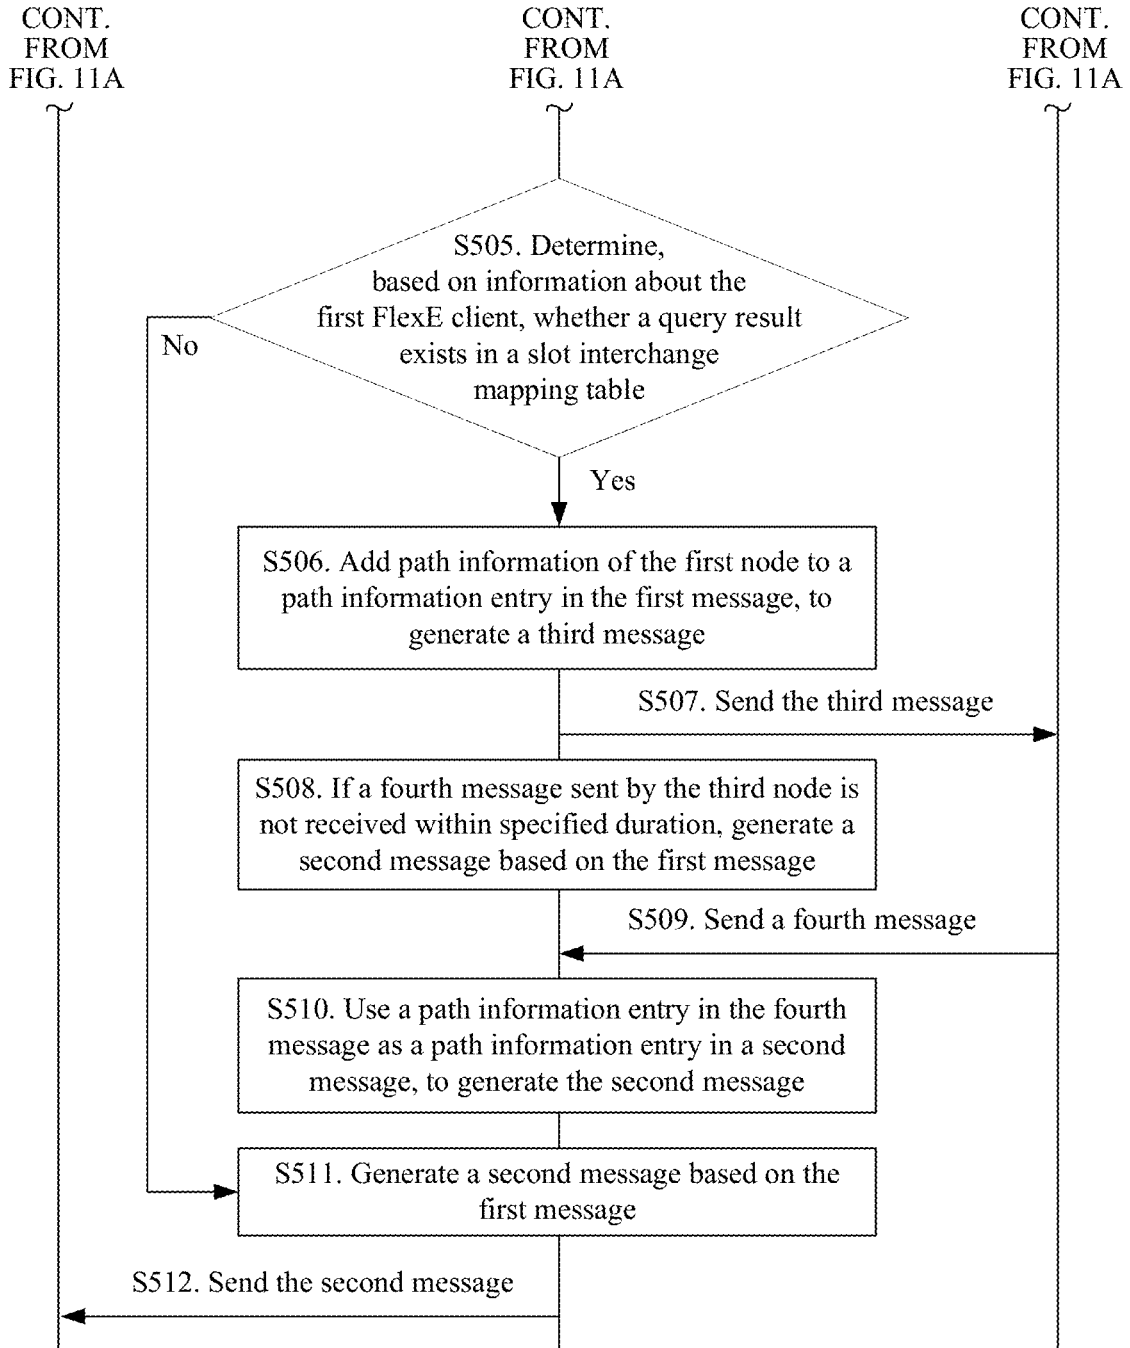 CONT.
FROM
FIG. 11A
CONT.
FROM
FIG. 11A
CONT.
FROM
FIG. 11A
S505. Determine,
based on information about the
first FlexE client, whether a query result
exists in a slot interchange
mapping table
No
Yes
S506. Add path information of the first node to a
path information entry in the first message, to
generate a third message
S507. Send the third message
S508. If a fourth message sent by the third node is
not received within specified duration, generate a
second message based on the first message
S509. Send a fourth message
S510. Use a path information entry in the fourth
message as a path information entry in a second
message, to generate the second message
S511. Generate a second message based on the
first message
S512. Send the second message